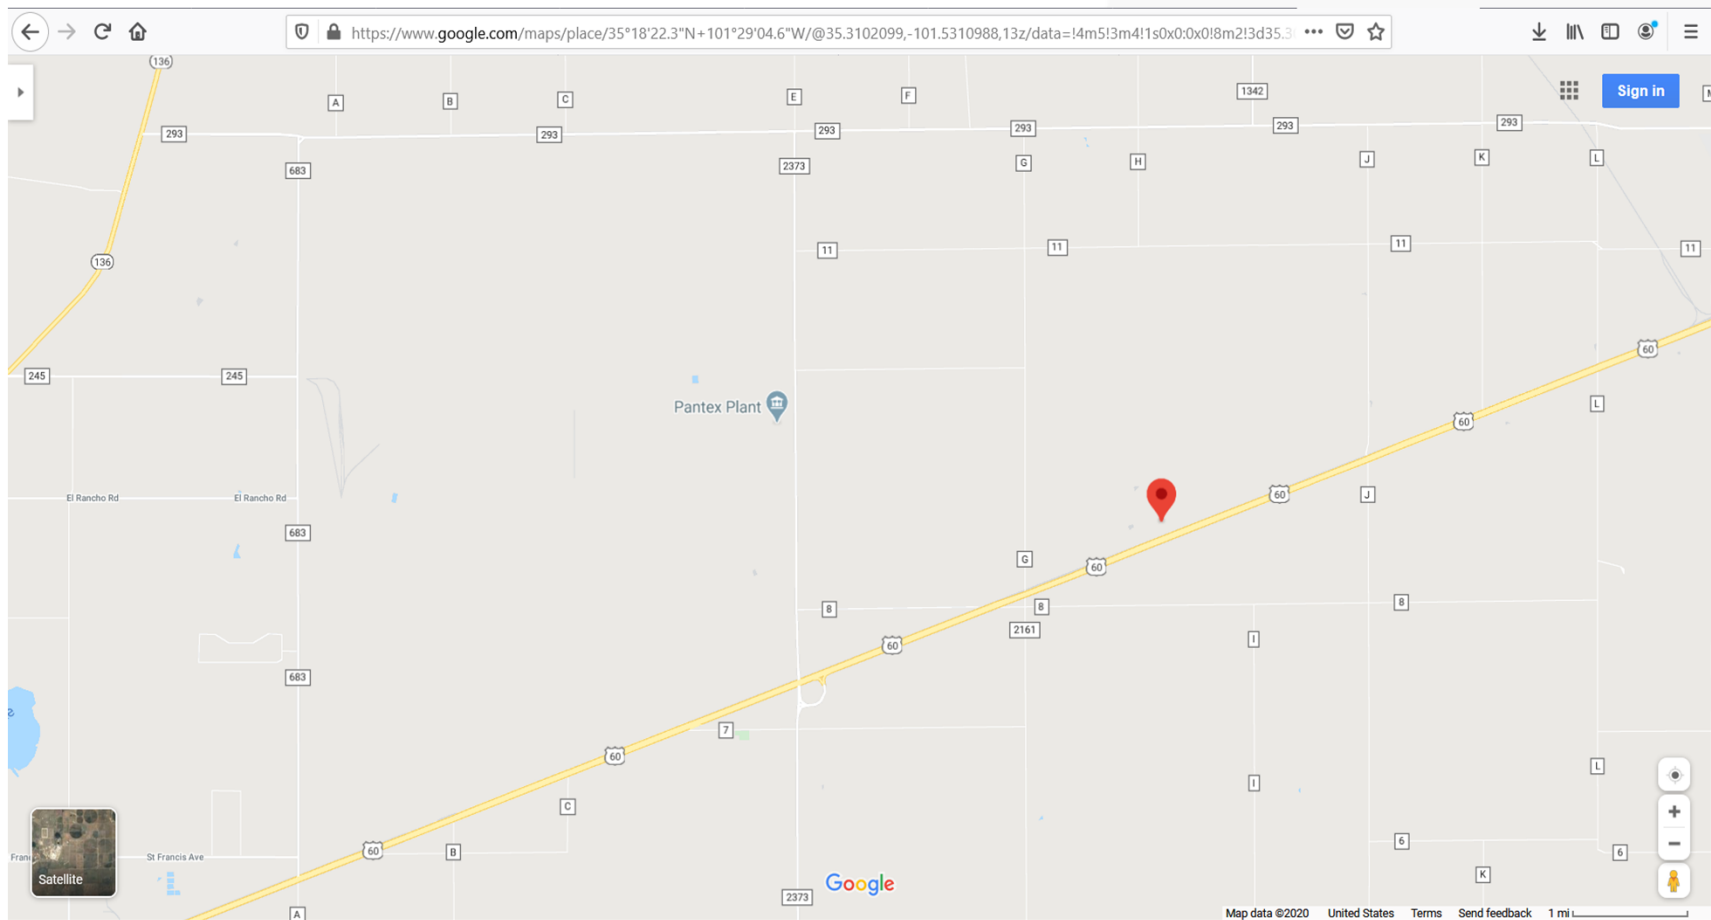 https://www.google.com/maps/place/35°18'22.3"N+101°29'04.6"W/@35.3102099,-101.5310988,13z/data=!4m5!3m4!1s0x0:0x0!8m2!3d35.3
136
A
B
C
E
F
1342
Sign in
293
293
293
293
293
293
683
2373
G
H
J
K
L
11
11
11
11
136
60
245
245
Pantex Plant
L
60
El Rancho Rd
El Rancho Rd
60
J
683
G
60
8
8
8
2161
60
I
683
7
60
L
I
C
60
B
6
6
St Francis Ave
Satellite
K
Google
2373
A
Map data ©2020 United States Terms Send feedback 1 mi